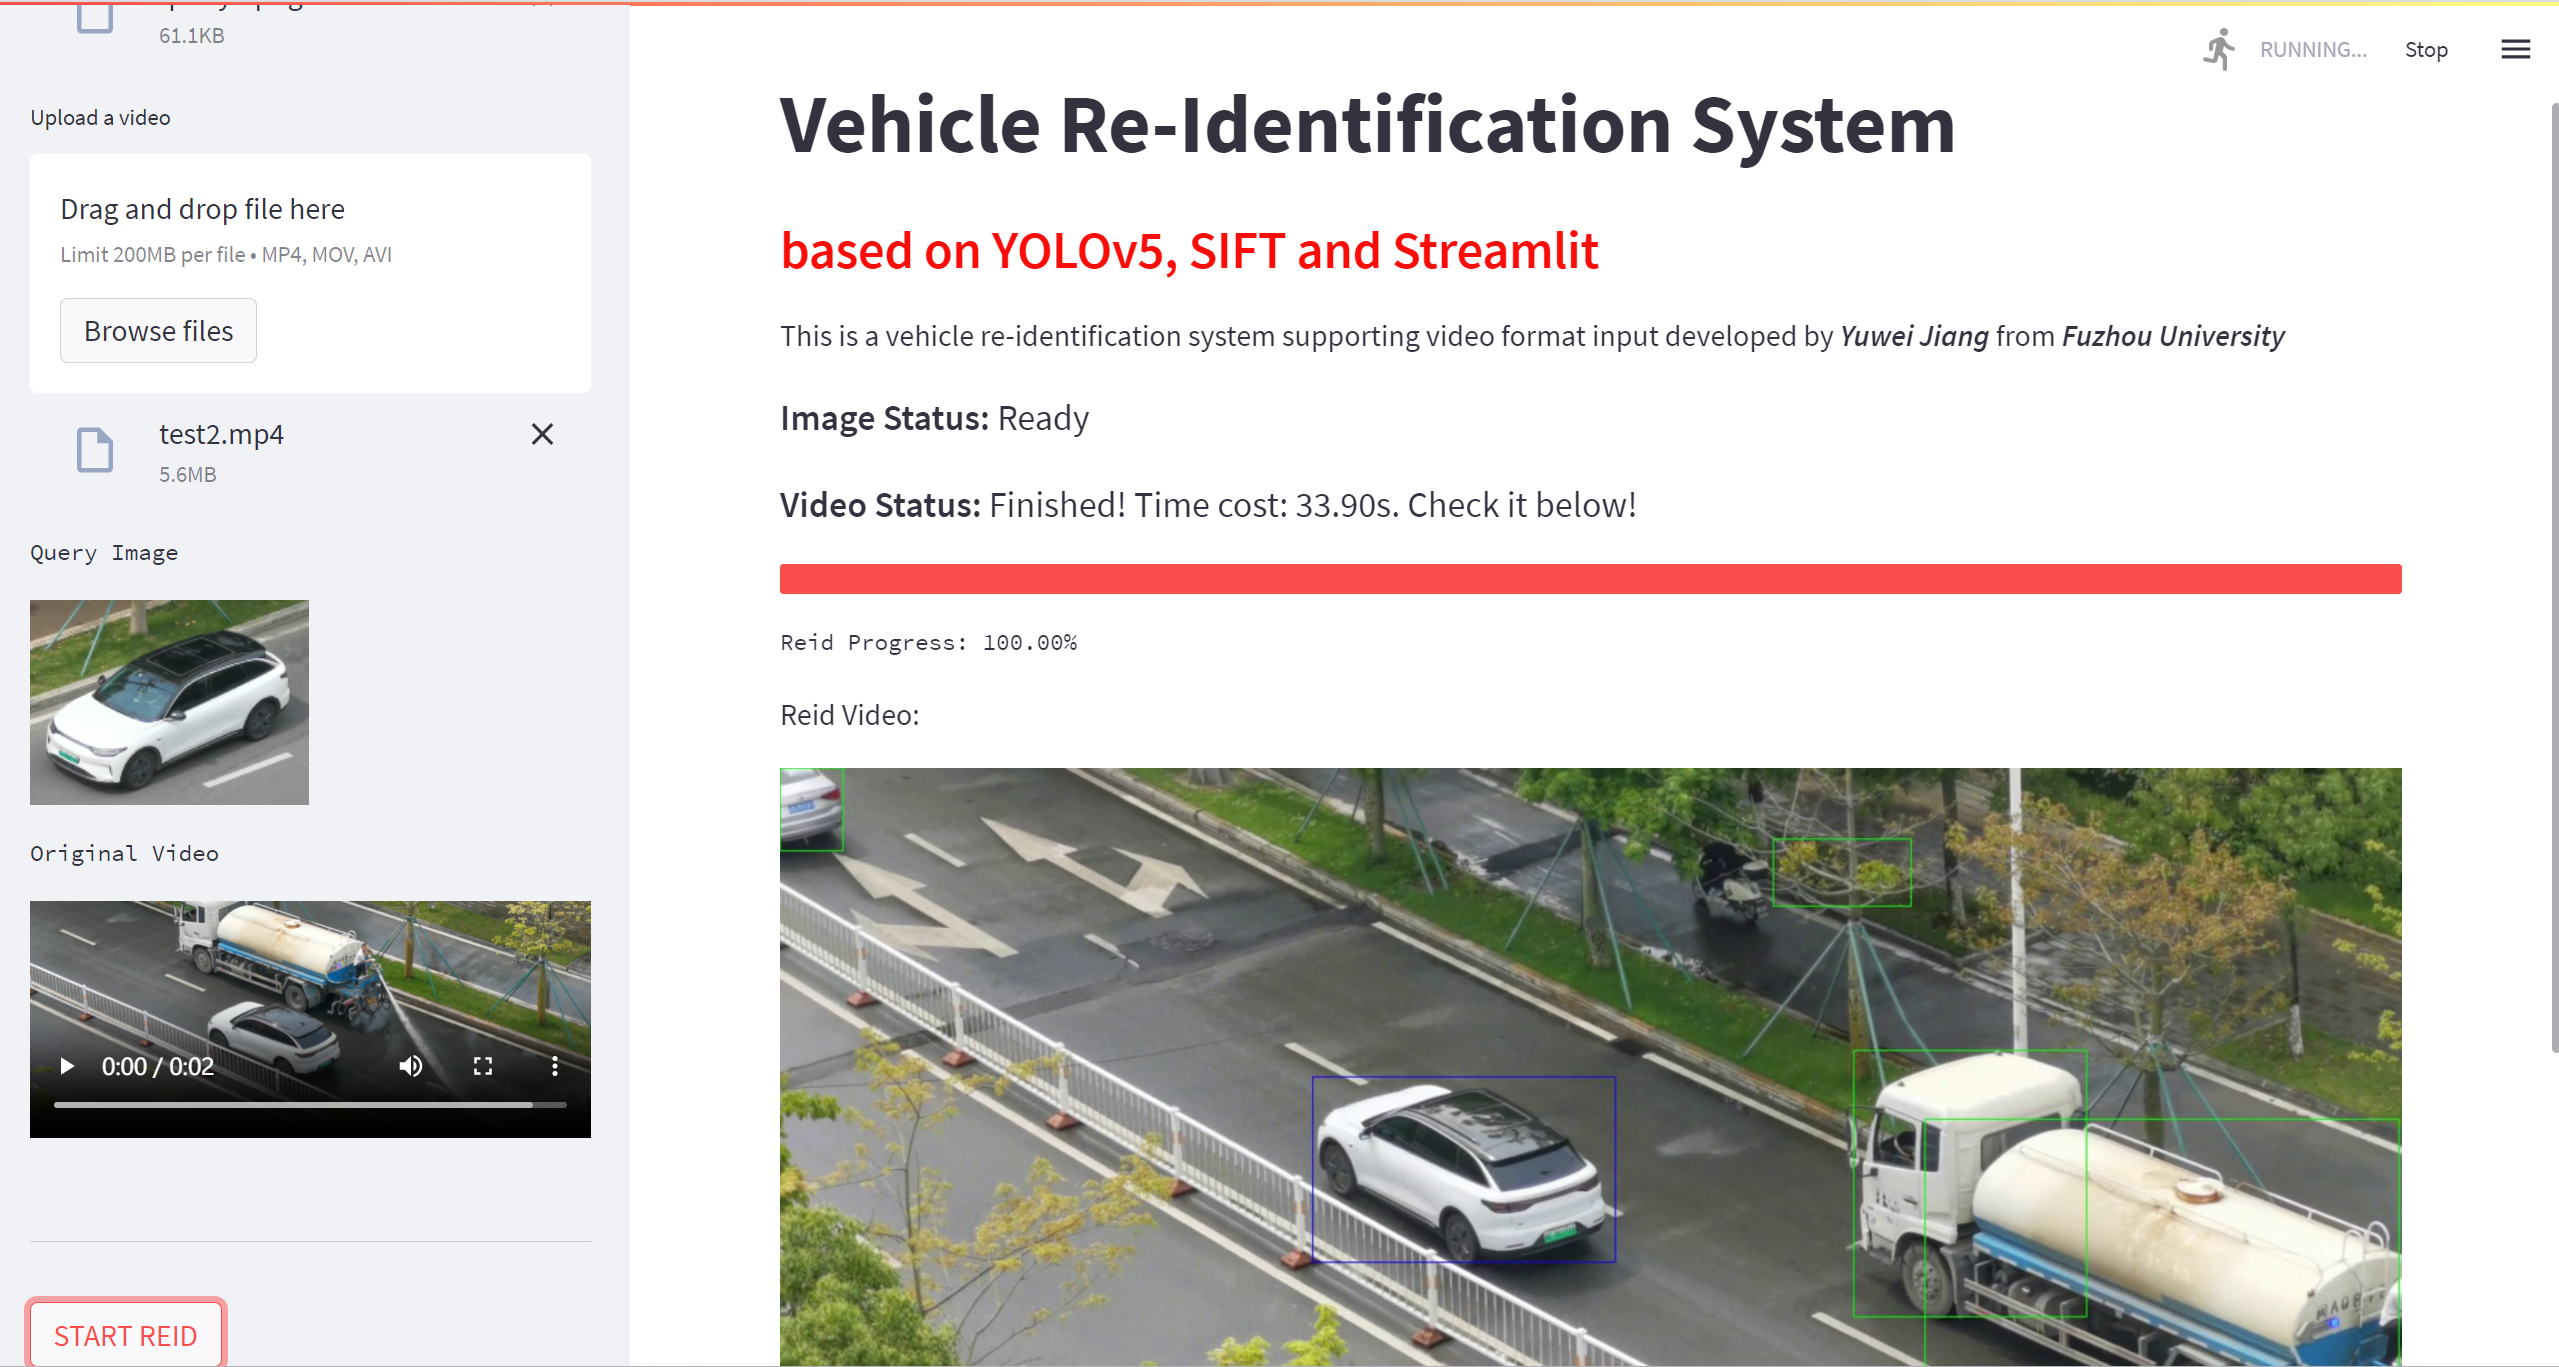 61.1KB
Upload a video
Drag and drop file here
Limit 200MB per file • MP4, MOV, AVI
Browse files
test2.mp4
5.6MB
Query Image
Original Video
0:00 / 0:02
START REID
RUNNING...
Stop
Vehicle Re-Identification System
based on YOLOv5, SIFT and Streamlit
This is a vehicle re-identification system supporting video format input developed by Yuwei Jiang from Fuzhou University
Image Status: Ready
Video Status: Finished! Time cost: 33.90s. Check it below!
Reid Progress: 100.00%
Reid Video: